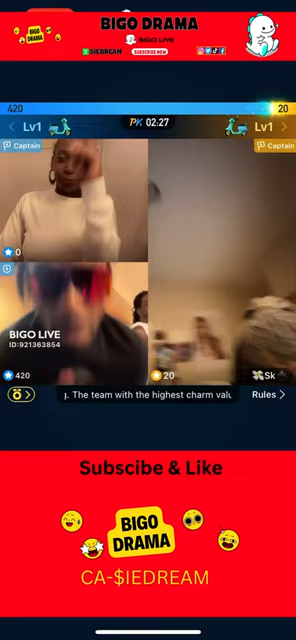 BIGO DRAMA
BIGO
DRAMA
BIGO LIVE
$IEDREAM
SUBSCRIBE NOW
420
20
Lv1
PK 02:27
Lv1
Captain
Captain
0
BIGO LIVE
ID:921363854
420
20
Sk
. The team with the highest charm valu
Rules
Subscibe & Like
BIGO
DRAMA
CA-$IEDREAM